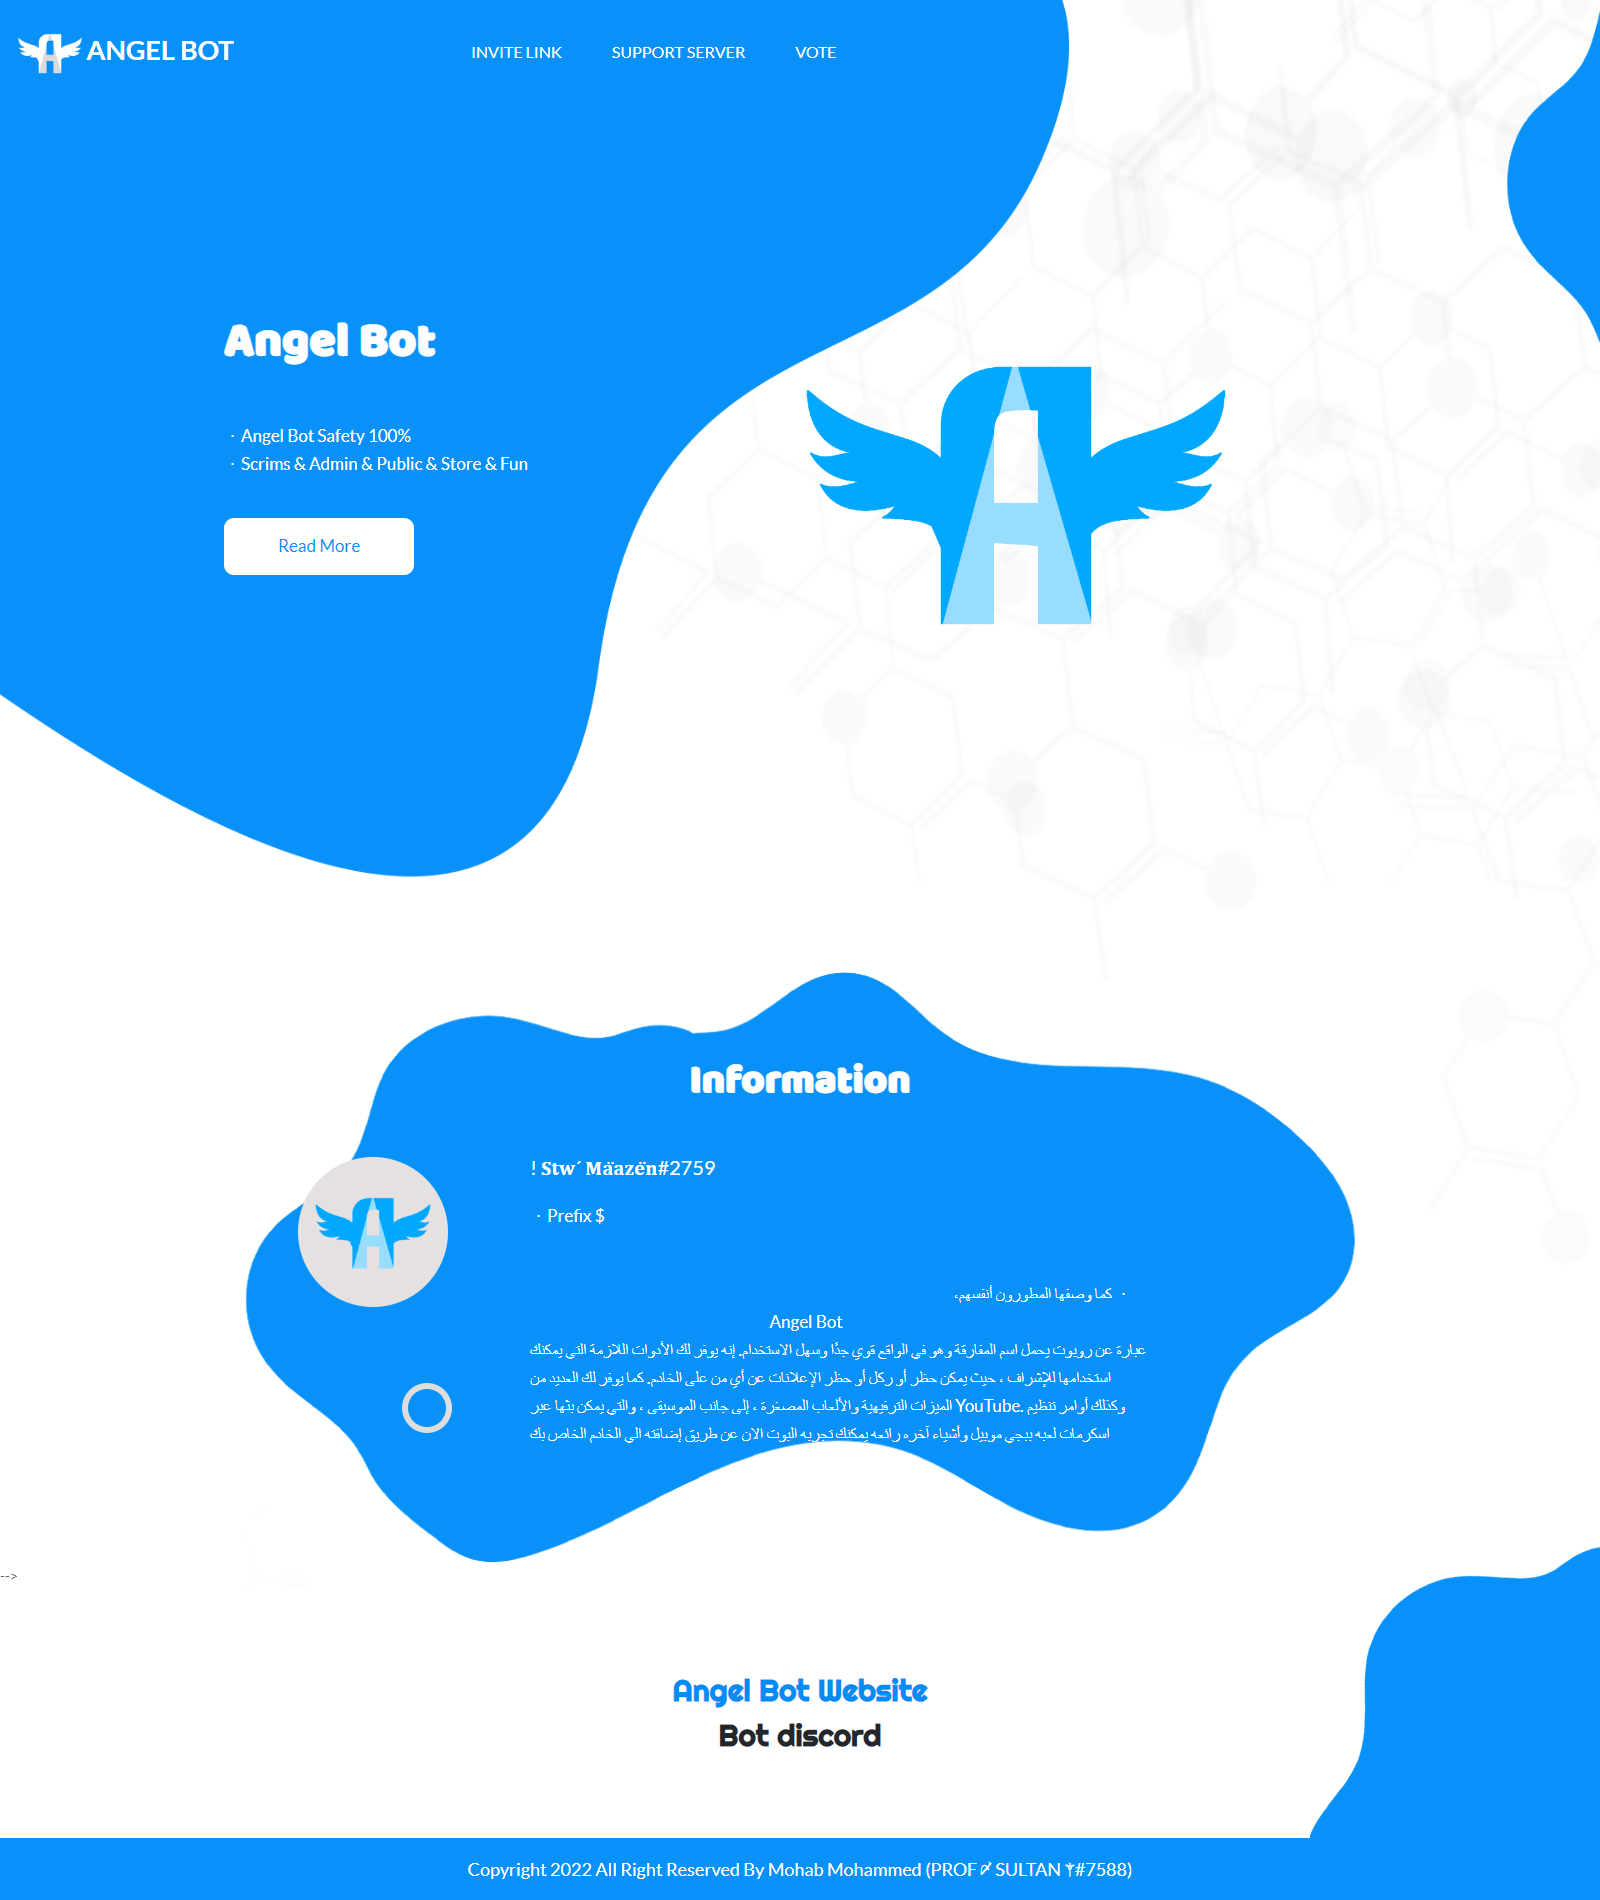 ANGEL BOT
INVITE LINK
SUPPORT SERVER
VOTE
Angel Bot
· Angel Bot Safety 100%
· Scrims & Admin & Public & Store & Fun
Read More
Information
! Stw´ Mäazën#2759
· Prefix $
· كما وصفها المطورون أنفسهم،
Angel Bot
عبارة عن روبوت يحمل اسم المفارقة وهو في الواقع قوي جدًا وسهل الاستخدام. إنه يوفر لك الأدوات اللازمة التي يمكنك
استخدامها للإشراف ، حيث يمكن حظر أو ركل أو حظر الإعلانات عن أي من على الخادم. كما يوفر لك العديد من
الميزات الترفيهية والألعاب المصغرة ، إلى جانب الموسيقى ، والتي يمكن بثها عبر YouTube. وكذلك أوامر تنظيم
اسكرمات لعبه ببجي موبيل وأشياء آخره رائعه يمكنك تجربه البوت الان عن طريق إضافته الي الخادم الخاص بك
-->
Angel Bot Website
Bot discord
Copyright 2022 All Right Reserved By Mohab Mohammed (PROF〆 SULTAN ⚚#7588)